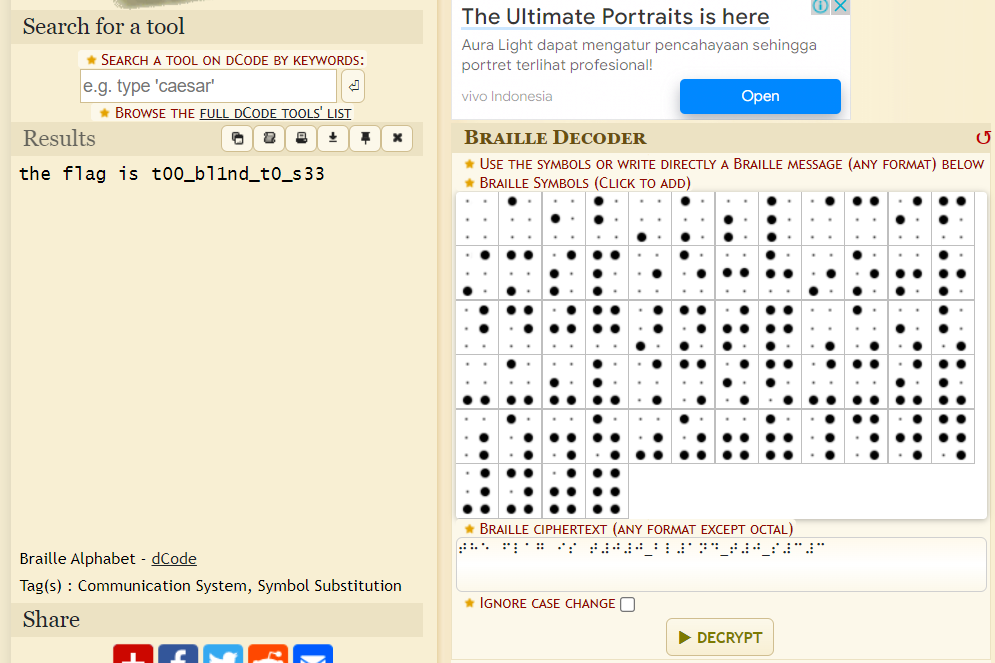 Search for a tool
★ SEARCH A TOOL ON DCODE BY KEYWORDS:
e.g. type 'caesar'
★ BROWSE THE FULL DCODE TOOLS' LIST
Results
the flag is t00_bl1nd_t0_s33
Braille Alphabet - dCode
Tag(s) : Communication System, Symbol Substitution
Share
The Ultimate Portraits is here
Aura Light dapat mengatur pencahayaan sehingga
portret terlihat profesional!
vivo Indonesia
Open
BRAILLE DECODER
★ USE THE SYMBOLS OR WRITE DIRECTLY A BRAILLE MESSAGE (ANY FORMAT) BELOW
★ BRAILLE SYMBOLS (CLICK TO ADD)
★ BRAILLE CIPHERTEXT (ANY FORMAT EXCEPT OCTAL)
★ IGNORE CASE CHANGE
▶ DECRYPT